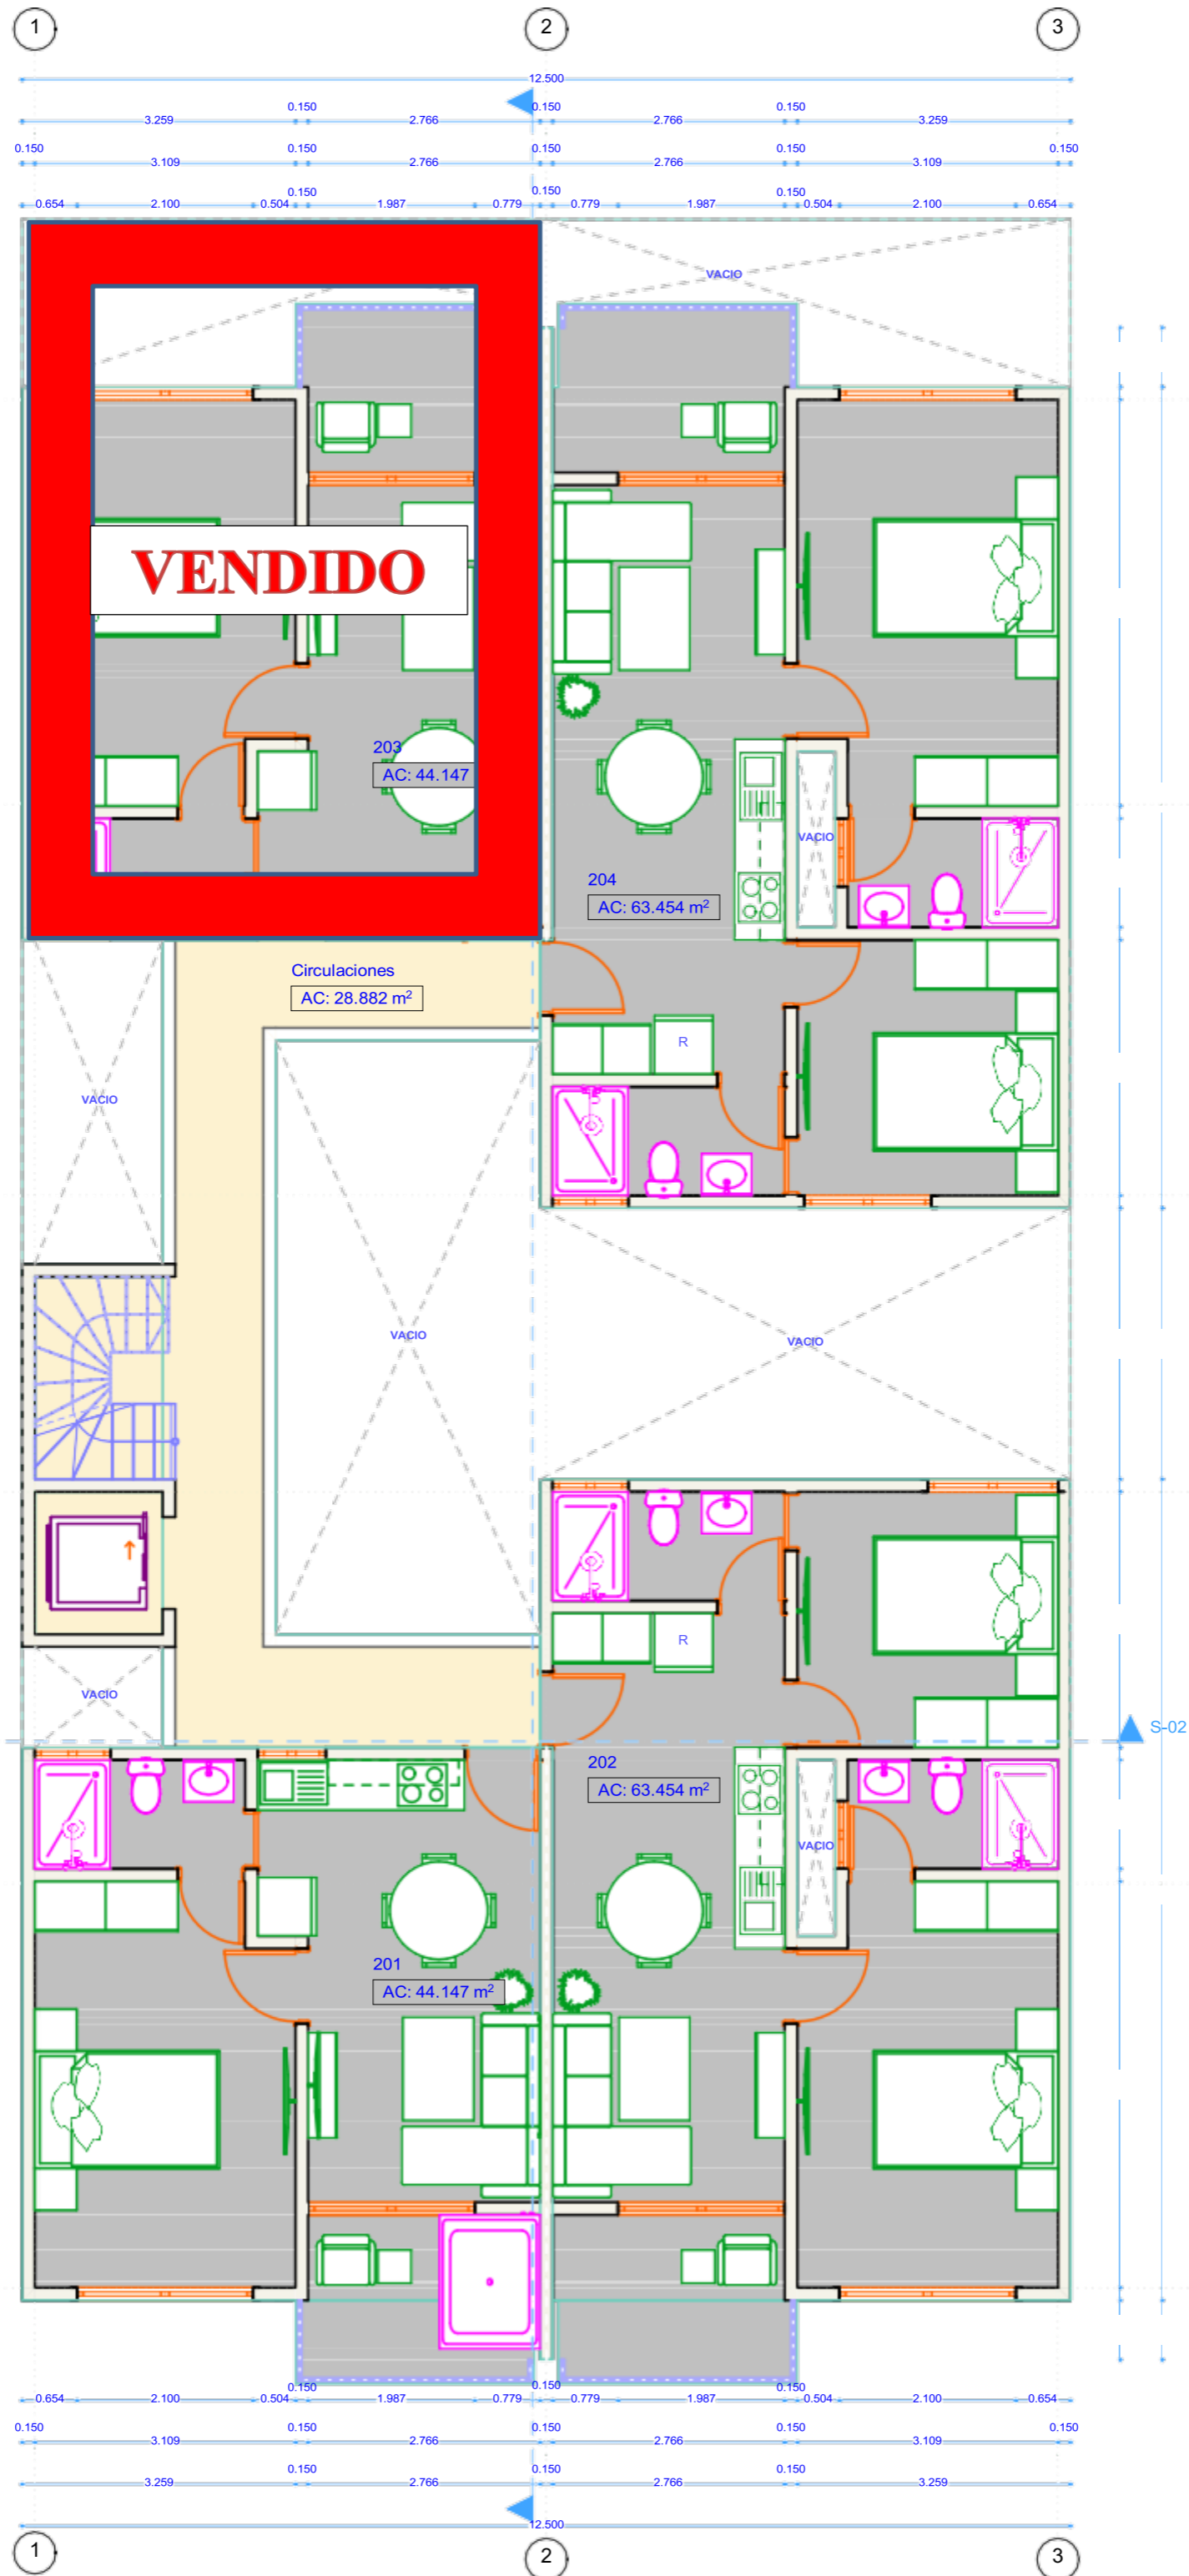 1 2 3
12.500
0.150 0.150 0.150
3.259 2.766 2.766 3.259
0.150 0.150 0.150 0.150 0.150
3.109 2.766 2.766 3.109
0.150 0.150 0.150
0.654 2.100 0.504 1.987 0.779 0.779 1.987 0.504 2.100 0.654
VACIO
VENDIDO
203
AC: 44.147
VACIO
204
AC: 63.454 m²
Circulaciones
AC: 28.882 m²
R
VACIO
VACIO
VACIO
R
VACIO
S-02
202
AC: 63.454 m²
VACIO
201
AC: 44.147 m²
0.150 0.150 0.150
0.654 2.100 0.504 1.987 0.779 0.779 1.987 0.504 2.100 0.654
0.150 0.150 0.150 0.150 0.150
3.109 2.766 2.766 3.109
0.150 0.150 0.150
3.259 2.766 2.766 3.259
12.500
1 2 3